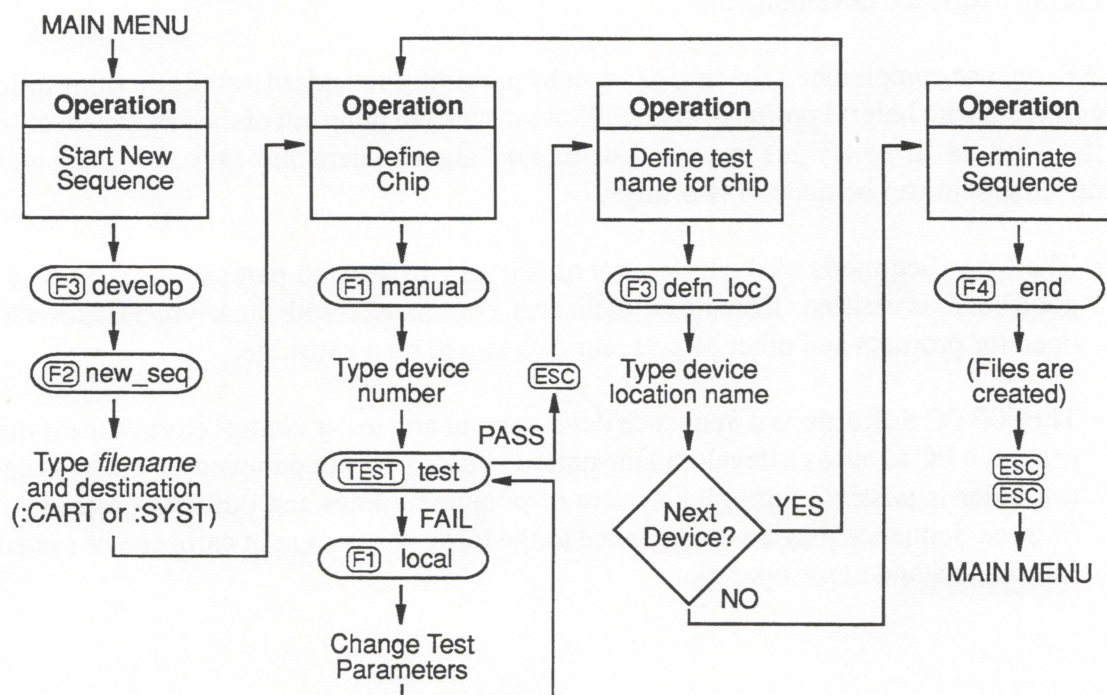 MAIN MENU
Operation
Start New
Sequence
F3 develop
F2 new_seq
Type filename
and destination
(:CART or :SYST)
Operation
Define
Chip
F1 manual
Type device
number
TEST test
PASS
FAIL
F1 local
Change Test
Parameters
ESC
Operation
Define test
name for chip
F3 defn_loc
Type device
location name
Next
Device?
YES
NO
Operation
Terminate
Sequence
F4 end
(Files are
created)
ESC
ESC
MAIN MENU